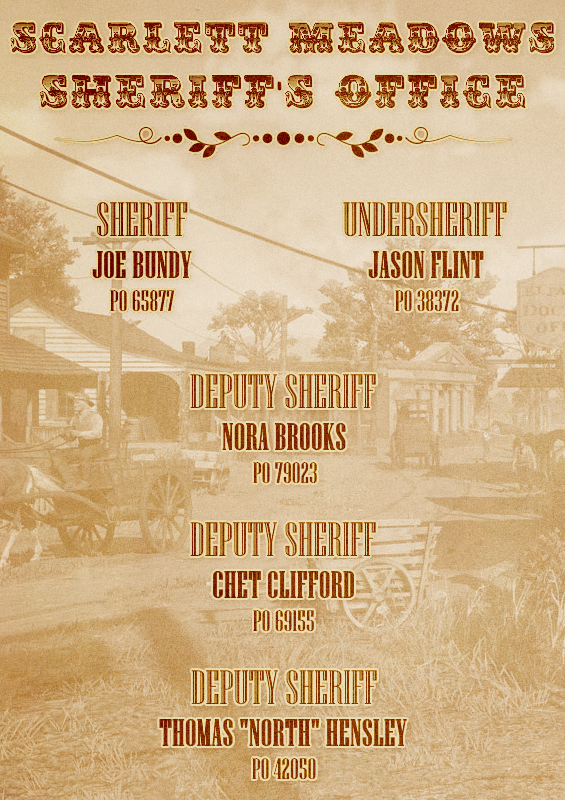 SCARLETT MEADOWS
SHERIFF'S OFFICE
SHERIFF
JOE BUNDY
PO 65877
UNDERSHERIFF
JASON FLINT
PO 38372
DEPUTY SHERIFF
NORA BROOKS
PO 79023
DEPUTY SHERIFF
CHET CLIFFORD
PO 69155
DEPUTY SHERIFF
THOMAS "NORTH" HENSLEY
PO 42050